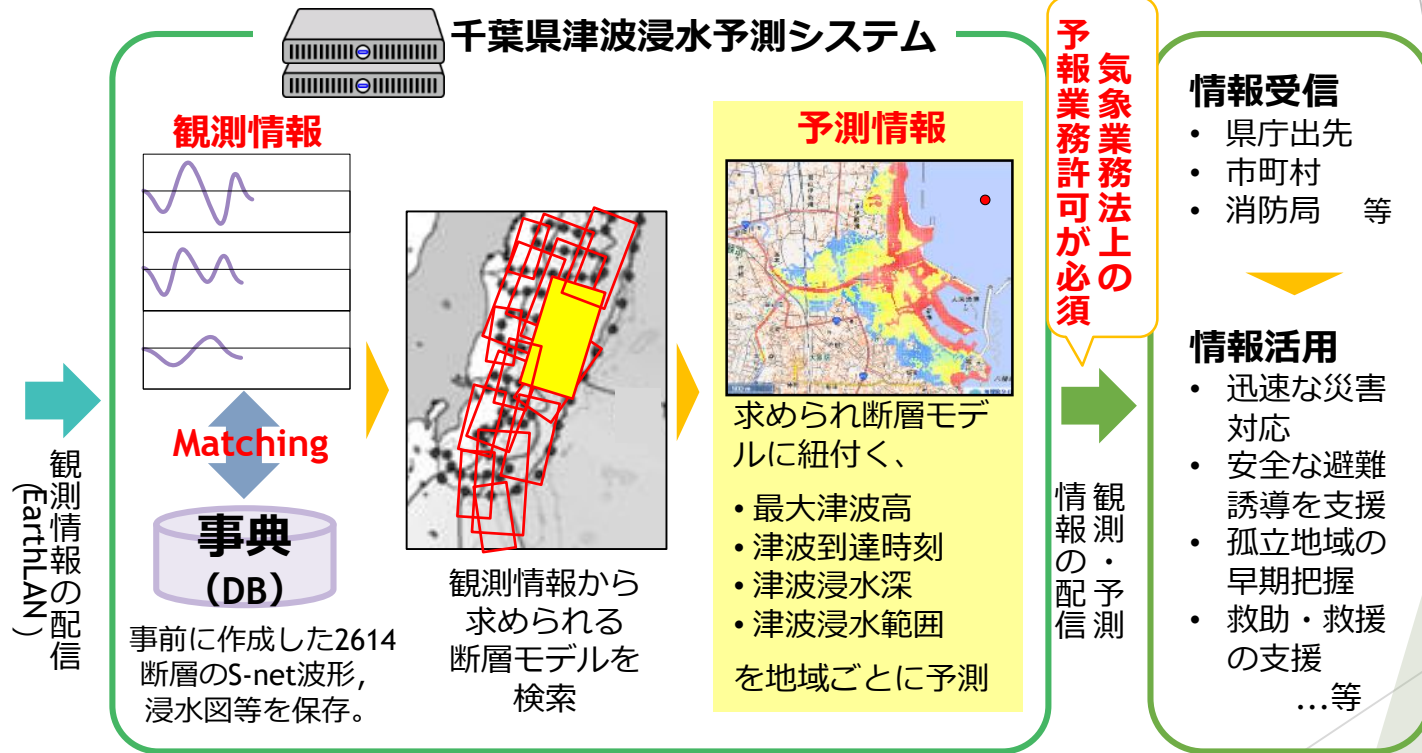 千葉県津波浸水予測システム
観測情報の配信
(EarthLAN)
観測情報
Matching
事典
(DB)
事前に作成した2614
断層のS-net波形,
浸水図等を保存。
観測情報から
求められる
断層モデルを
検索
予測情報
求められ断層モデ
ルに紐付く、
• 最大津波高
• 津波到達時刻
• 津波浸水深
• 津波浸水範囲
を地域ごとに予測
気象業務法上の
予報業務許可が必須
観測・予測
情報の配信
情報受信
• 県庁出先
• 市町村
• 消防局 等
情報活用
• 迅速な災害
対応
• 安全な避難
誘導を支援
• 孤立地域の
早期把握
• 救助・救援
の支援
…等